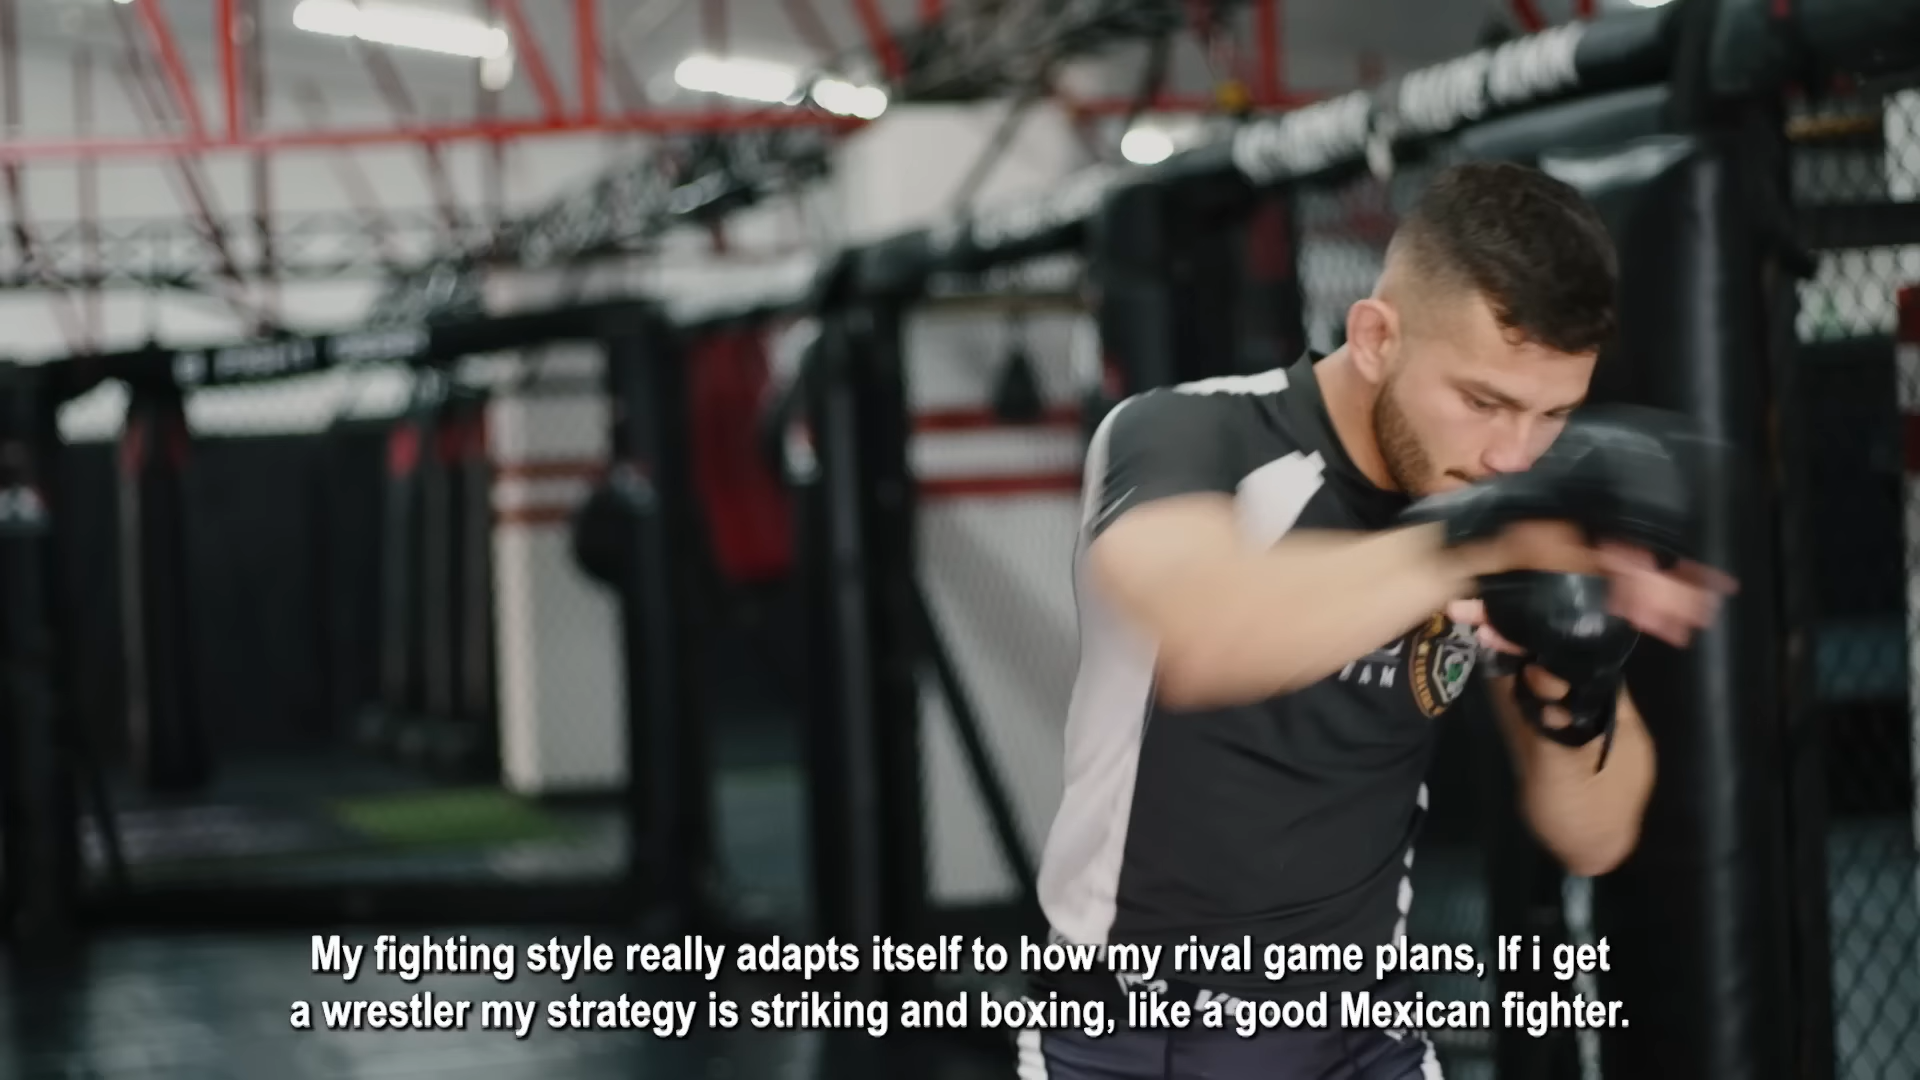 My fighting style really adapts itself to how my rival game plans, If i get
a wrestler my strategy is striking and boxing, like a good Mexican fighter.